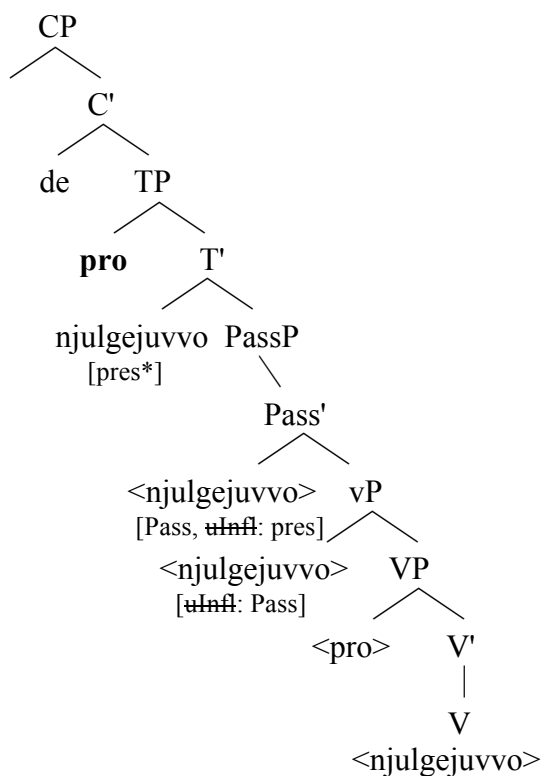 CP
C'
de TP
pro T'
njulgejuvvo PassP
[pres*]
Pass'
<njulgejuvvo> vP
[Pass, uInfl: pres]
<njulgejuvvo> VP
[uInfl: Pass]
<pro> V'
V
<njulgejuvvo>